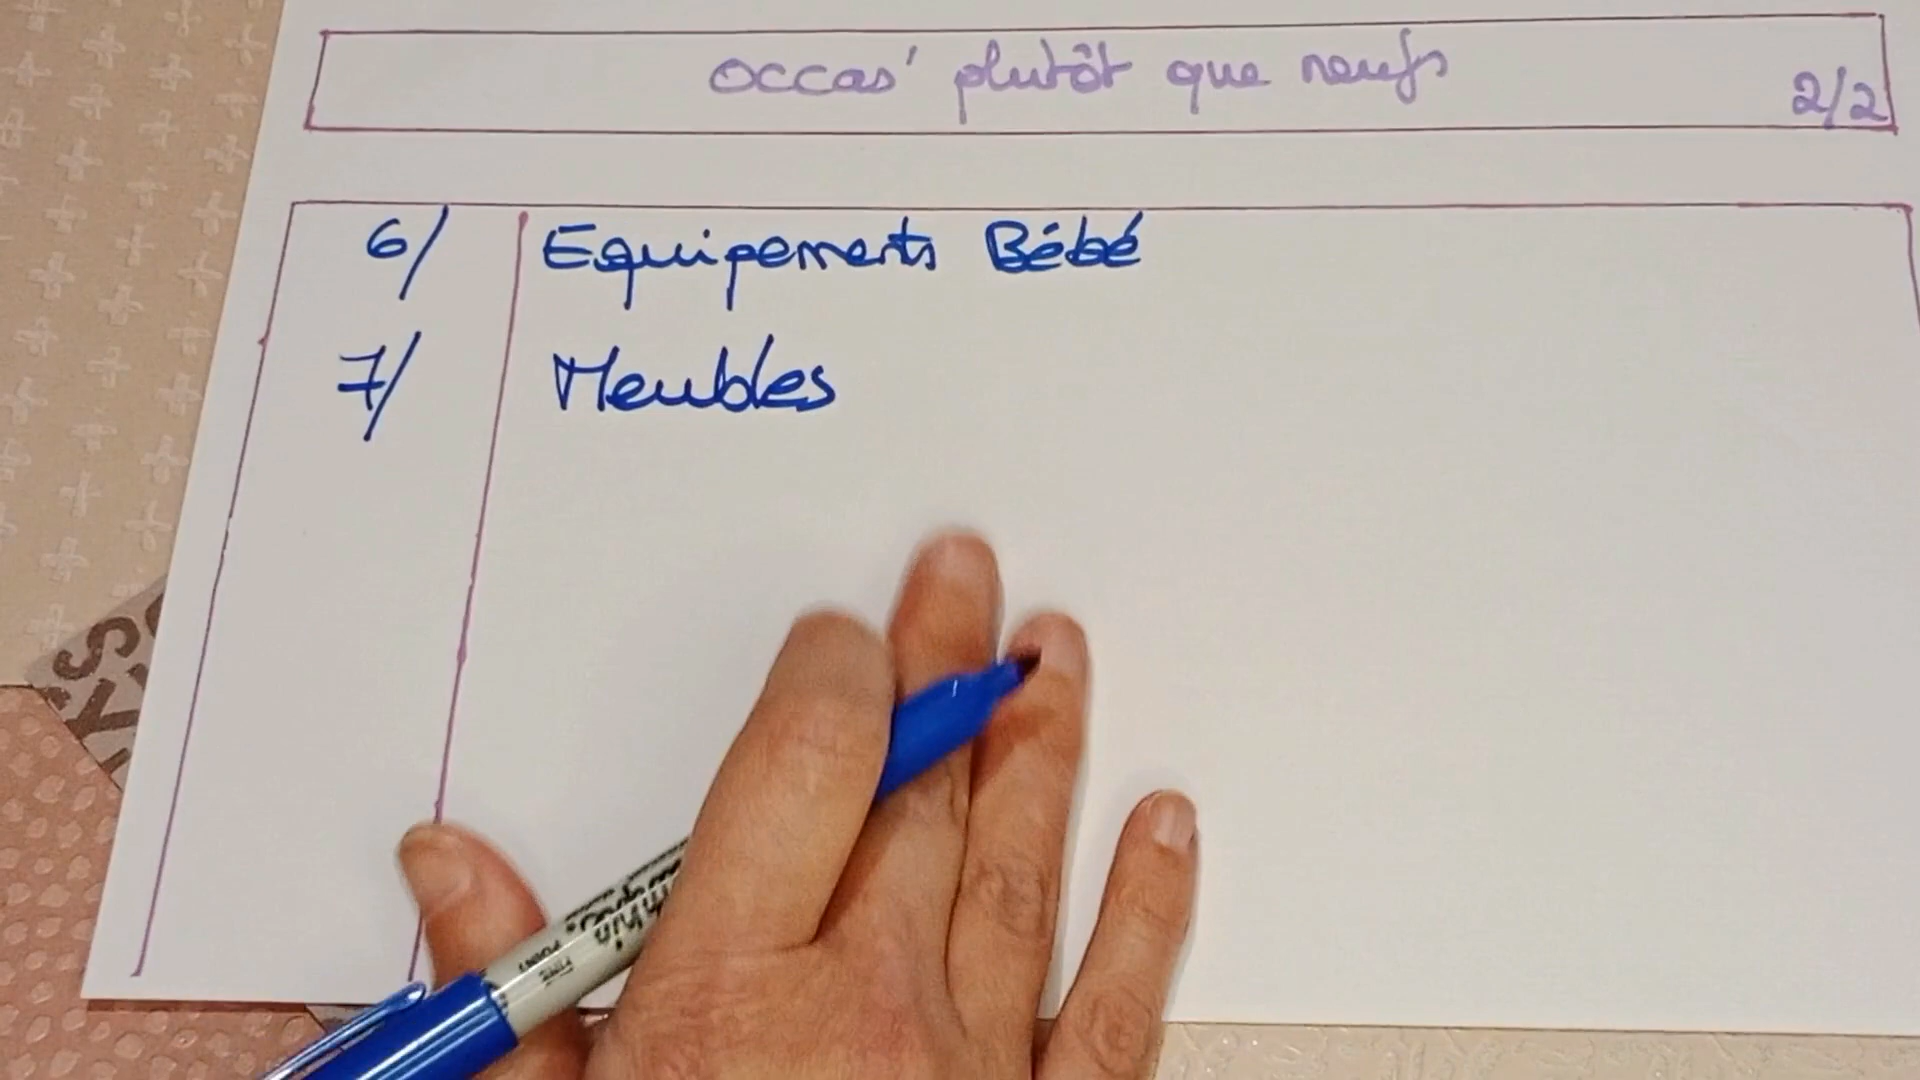 occas' plutôt que neufs
2/2
6/ Equipements Bébé
7/ Meubles